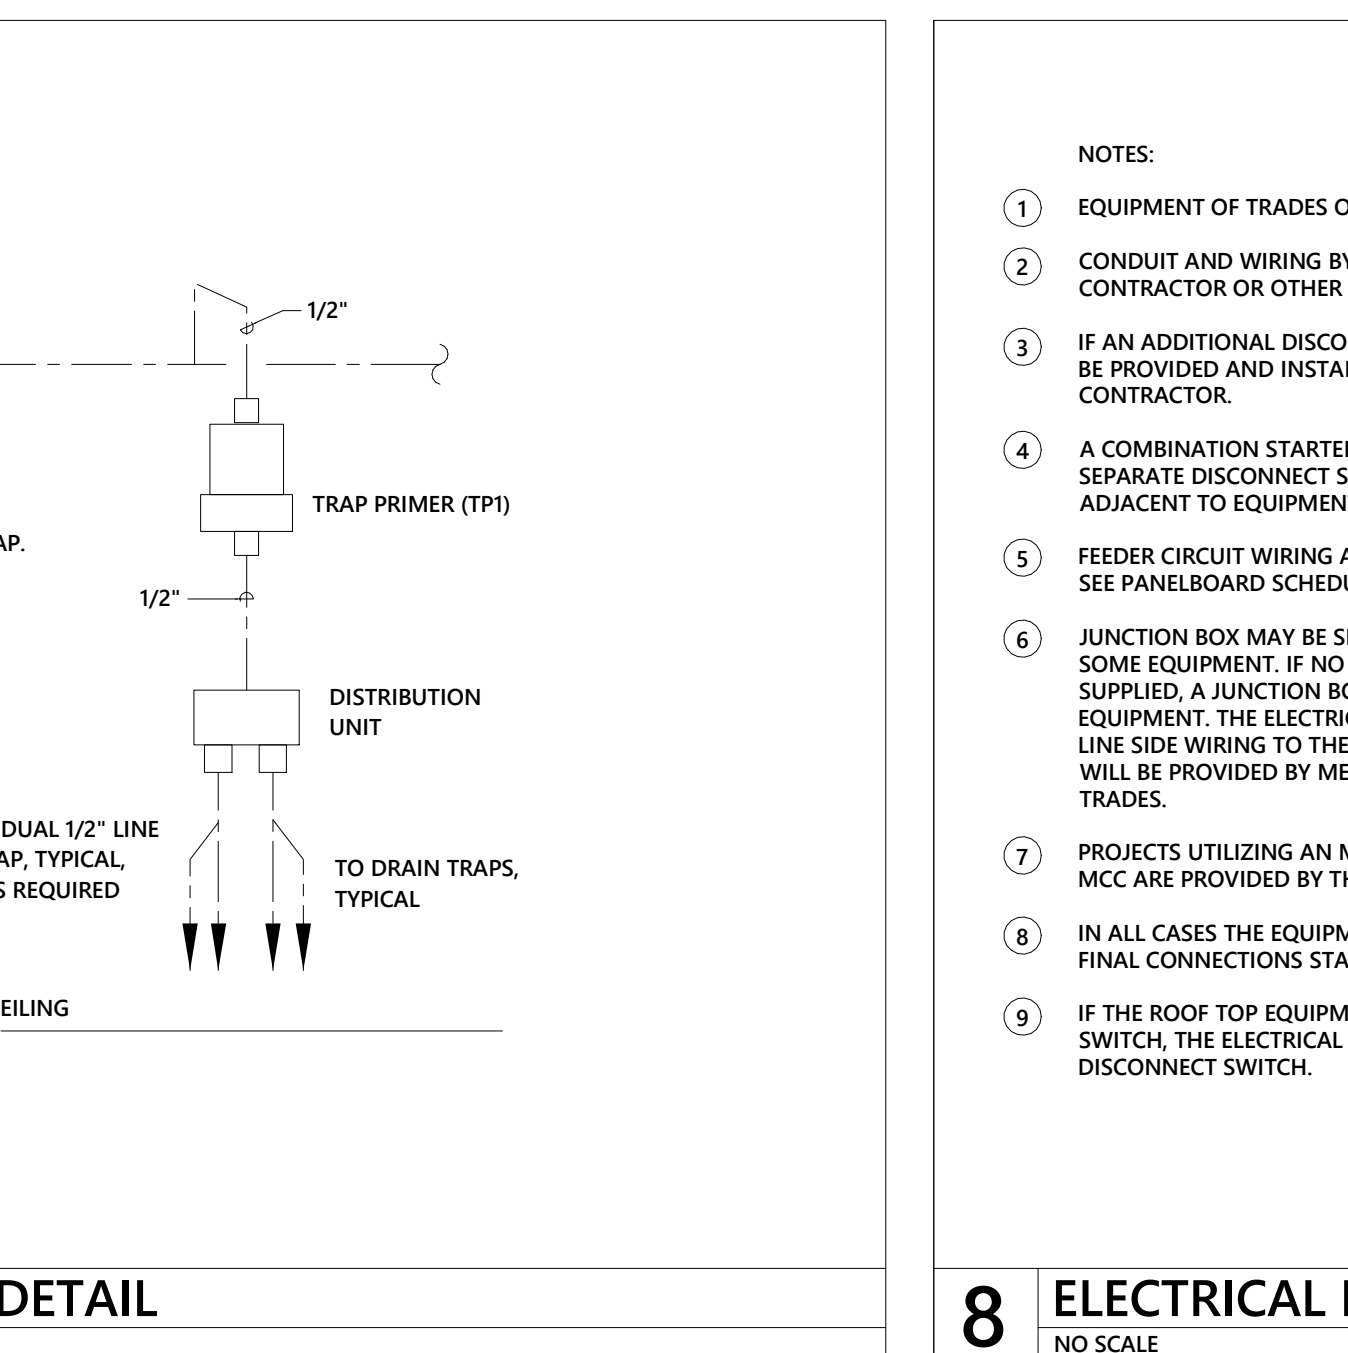 1/2"
TRAP PRIMER (TP1)
AP.
1/2"
DISTRIBUTION
UNIT
DUAL 1/2" LINE
AP, TYPICAL,
S REQUIRED
TO DRAIN TRAPS,
TYPICAL
EILING
DETAIL
NOTES:
1 EQUIPMENT OF TRADES O
2 CONDUIT AND WIRING BY
CONTRACTOR OR OTHER
3 IF AN ADDITIONAL DISCO
BE PROVIDED AND INSTA
CONTRACTOR.
4 A COMBINATION STARTE
SEPARATE DISCONNECT S
ADJACENT TO EQUIPMEN
5 FEEDER CIRCUIT WIRING A
SEE PANELBOARD SCHEDU
6 JUNCTION BOX MAY BE S
SOME EQUIPMENT. IF NO
SUPPLIED, A JUNCTION BO
EQUIPMENT. THE ELECTRI
LINE SIDE WIRING TO THE
WILL BE PROVIDED BY ME
TRADES.
7 PROJECTS UTILIZING AN M
MCC ARE PROVIDED BY TH
8 IN ALL CASES THE EQUIPM
FINAL CONNECTIONS STA
9 IF THE ROOF TOP EQUIPM
SWITCH, THE ELECTRICAL
DISCONNECT SWITCH.
8 ELECTRICAL
NO SCALE